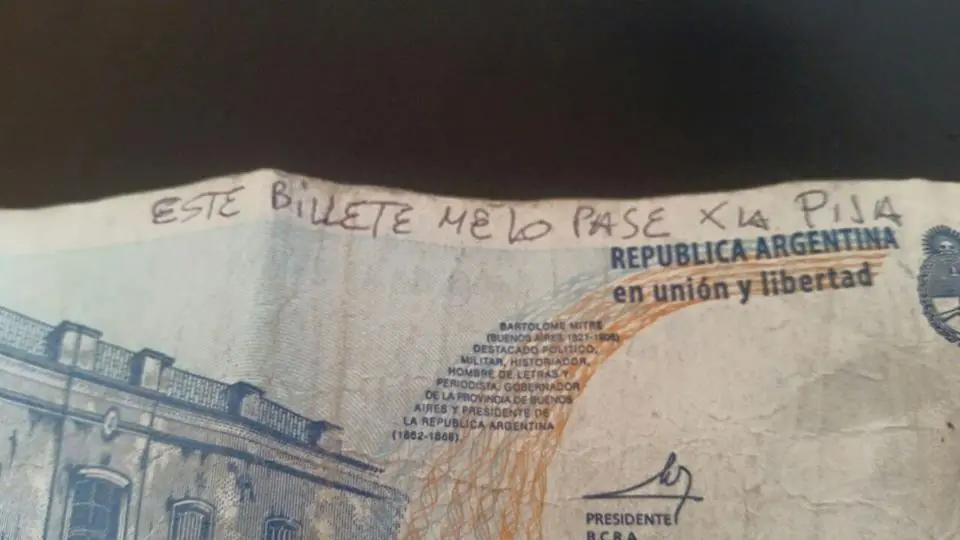 ESTE BILLETE ME LO PASE X LA PIJA
REPUBLICA ARGENTINA
en unión y libertad
BARTOLOME MITRE
(BUENOS AIRES 1821-1906)
DESTACADO POLITICO,
MILITAR, HISTORIADOR,
HOMBRE DE LETRAS Y
PERIODISTA. GOBERNADOR
DE LA PROVINCIA DE BUENOS
AIRES Y PRESIDENTE DE
LA REPUBLICA ARGENTINA
(1862-1868).
PRESIDENTE
B.C.R.A.